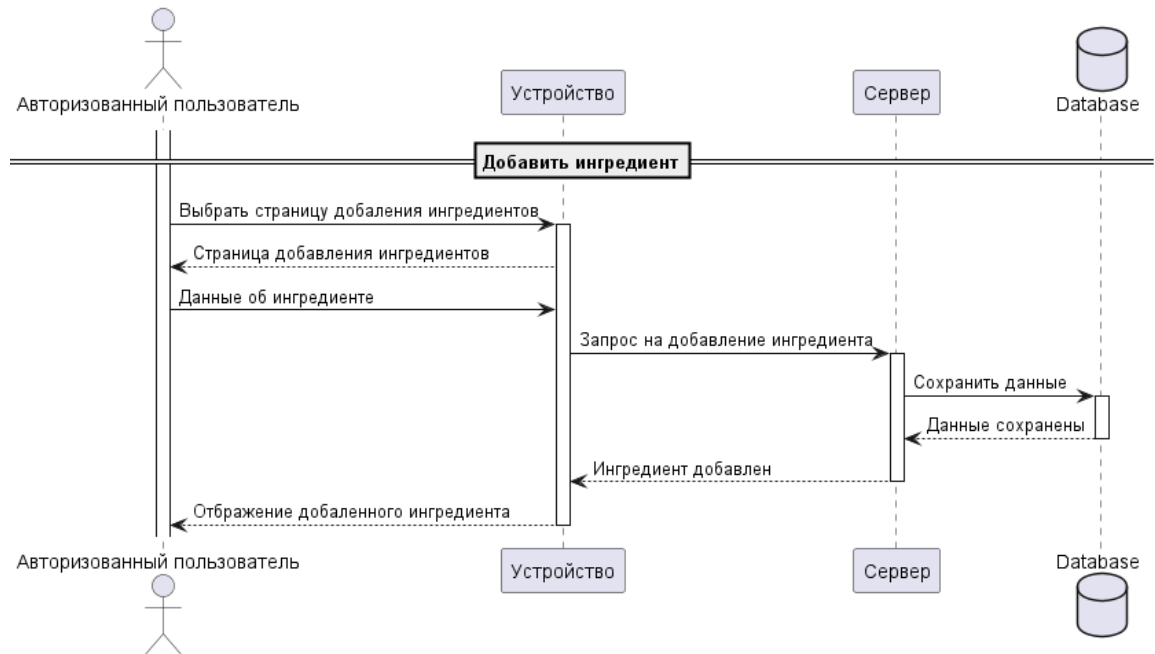 Авторизованный пользователь
Устройство
Сервер
Database
Добавить ингредиент
Выбрать страницу добаления ингредиентов
Страница добавления ингредиентов
Данные об ингредиенте
Запрос на добавление ингредиента
Сохранить данные
Данные сохранены
Ингредиент добавлен
Отбражение добаленного ингредиента
Авторизованный пользователь
Устройство
Сервер
Database